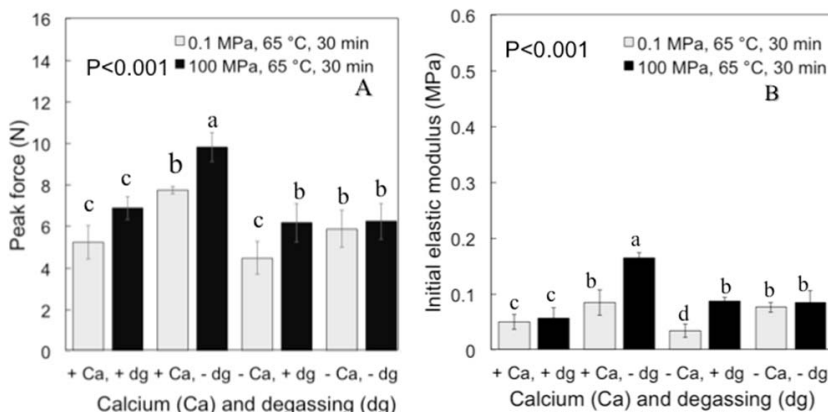 16
14
12
10
8
6
4
2
0
Peak force (N)
0.1 MPa, 65 °C, 30 min
100 MPa, 65 °C, 30 min
P<0.001
A
c
c
b
a
c
b
b
b
+ Ca, + dg + Ca, - dg - Ca, + dg - Ca, - dg
Calcium (Ca) and degassing (dg)
0.6
0.5
0.4
0.3
0.2
0.1
0
Initial elastic modulus (MPa)
0.1 MPa, 65 °C, 30 min
100 MPa, 65 °C, 30 min
P<0.001
B
c
c
b
a
d
b
b
b
+ Ca, + dg + Ca, - dg - Ca, + dg - Ca, - dg
Calcium (Ca) and degassing (dg)